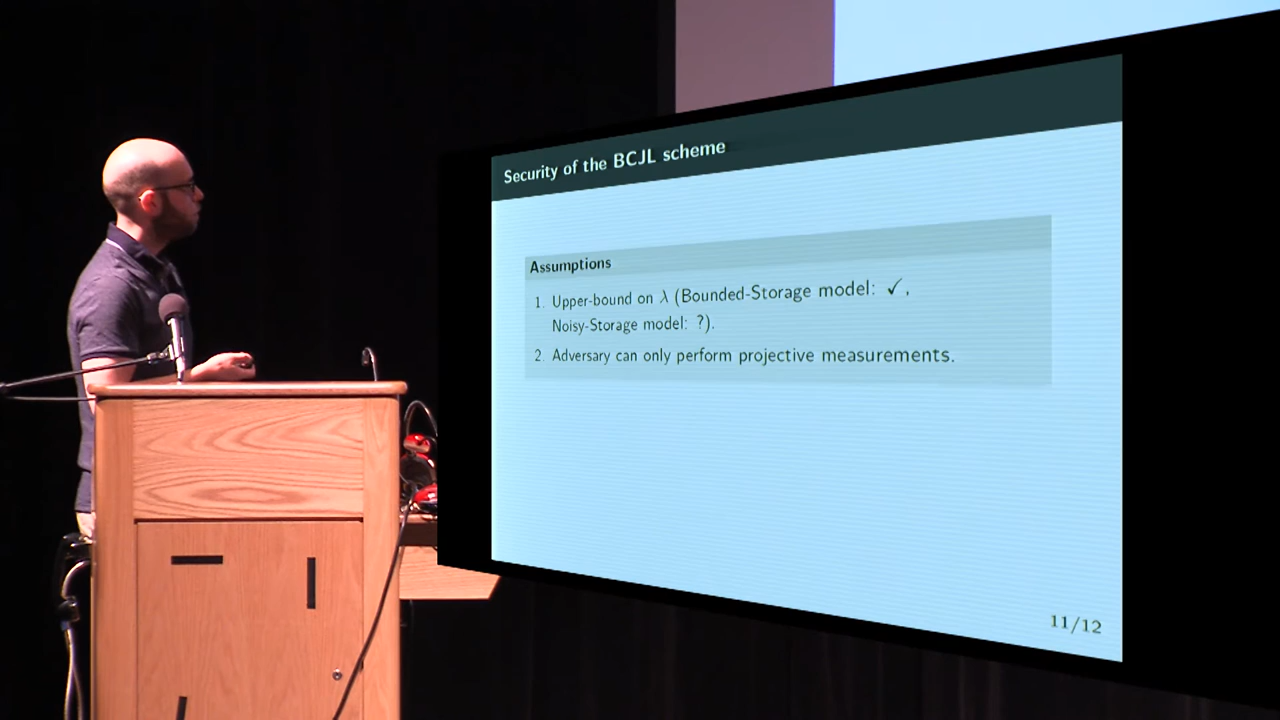 Security of the BCJL scheme
Assumptions
1. Upper-bound on λ (Bounded-Storage model: ✓,
Noisy-Storage model: ?).
2. Adversary can only perform projective measurements.
11/12